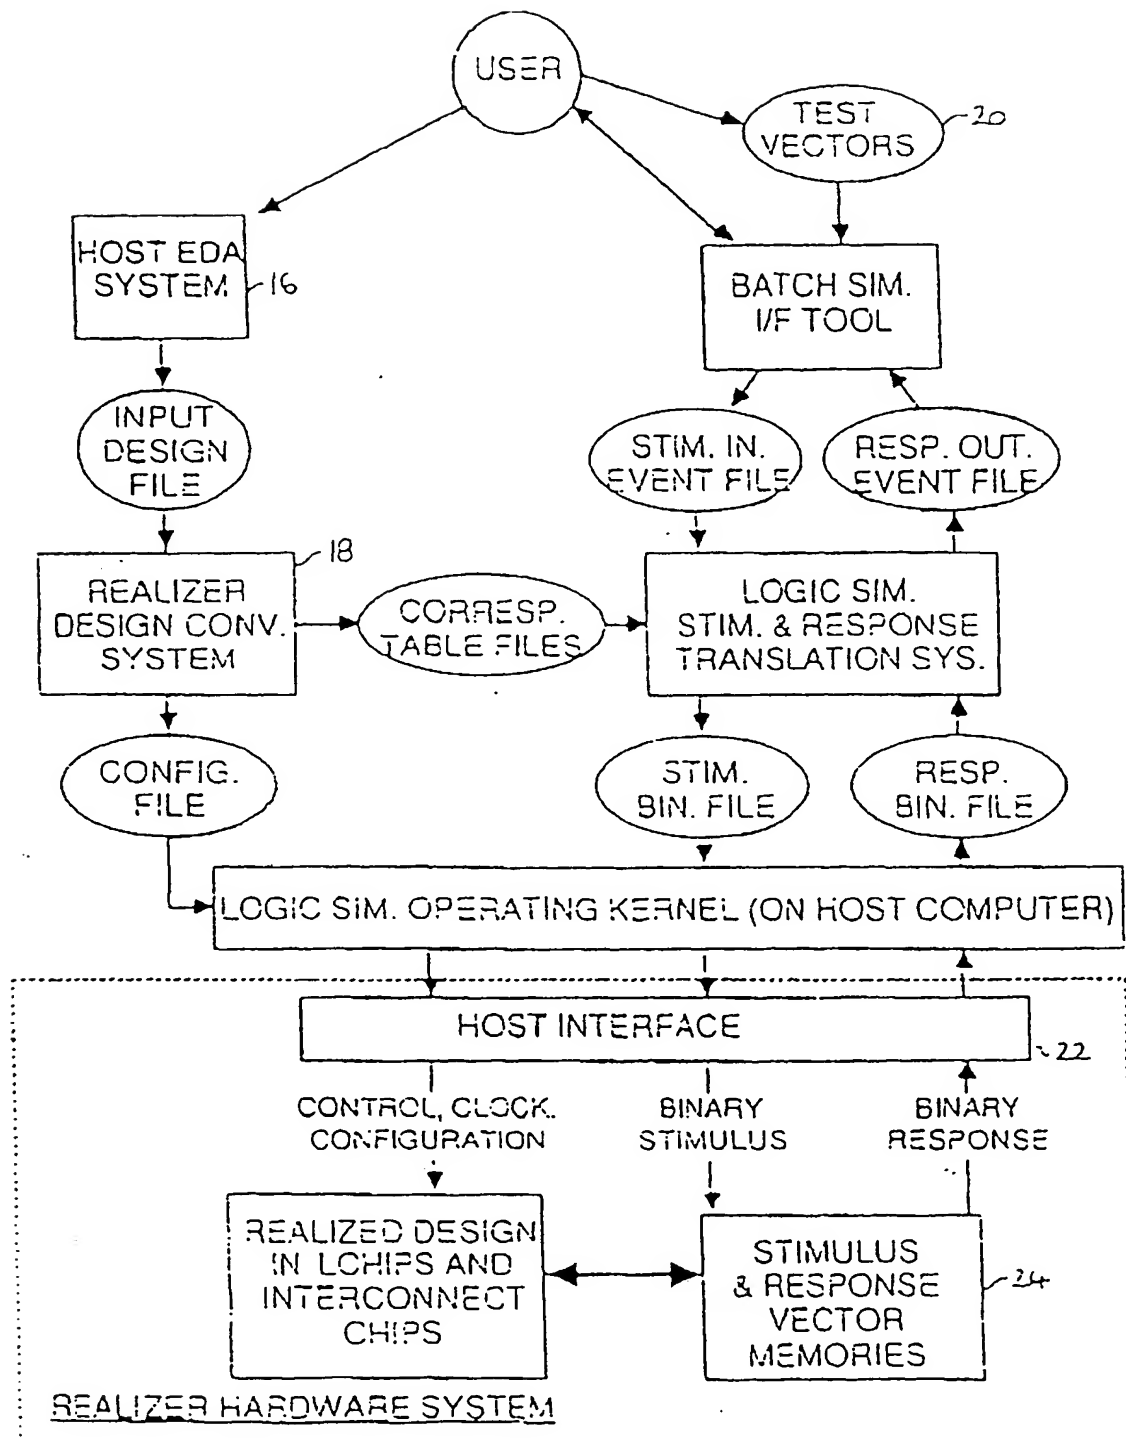 USER
TEST
VECTORS
20
HOST EDA
SYSTEM
16
BATCH SIM.
I/F TOOL
INPUT
DESIGN
FILE
STIM. IN.
EVENT FILE
RESP. OUT.
EVENT FILE
18
REALIZER
DESIGN CONV.
SYSTEM
CORRESP.
TABLE FILES
LOGIC SIM.
STIM. & RESPONSE
TRANSLATION SYS.
CONFIG.
FILE
STIM.
BIN. FILE
RESP.
BIN. FILE
LOGIC SIM. OPERATING KERNEL (ON HOST COMPUTER)
HOST INTERFACE
22
CONTROL, CLOCK.
CONFIGURATION
BINARY
STIMULUS
BINARY
RESPONSE
REALIZED DESIGN
IN LCHIPS AND
INTERCONNECT
CHIPS
STIMULUS
& RESPONSE
VECTOR
MEMORIES
24
REALIZER HARDWARE SYSTEM